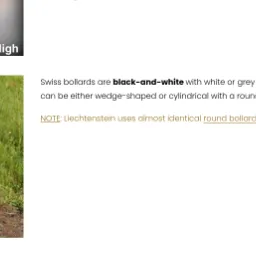 ligh
Swiss bollards are black-and-white with white or grey
can be either wedge-shaped or cylindrical with a roun
NOTE: Liechtenstein uses almost identical round bollard